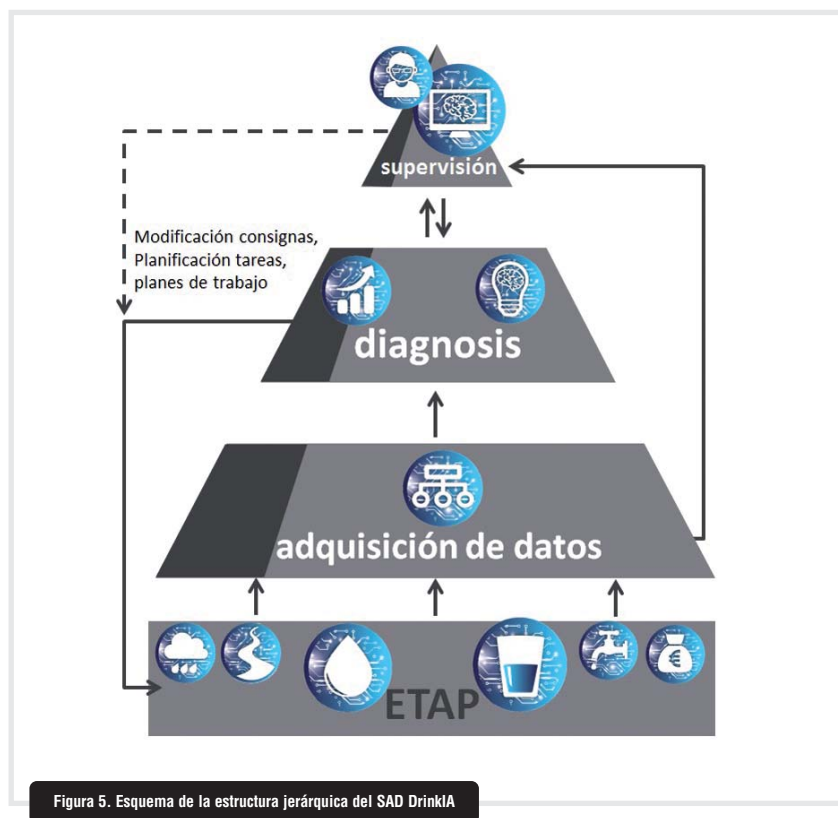 supervisión
Modificación consignas,
Planificación tareas,
planes de trabajo
diagnosis
adquisición de datos
€
ETAP
Figura 5. Esquema de la estructura jerárquica del SAD DrinkIA